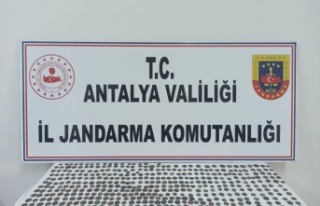 T.C.
ANTALYA VALİLİĞİ
İL JANDARMA KOMUTANLIĞI